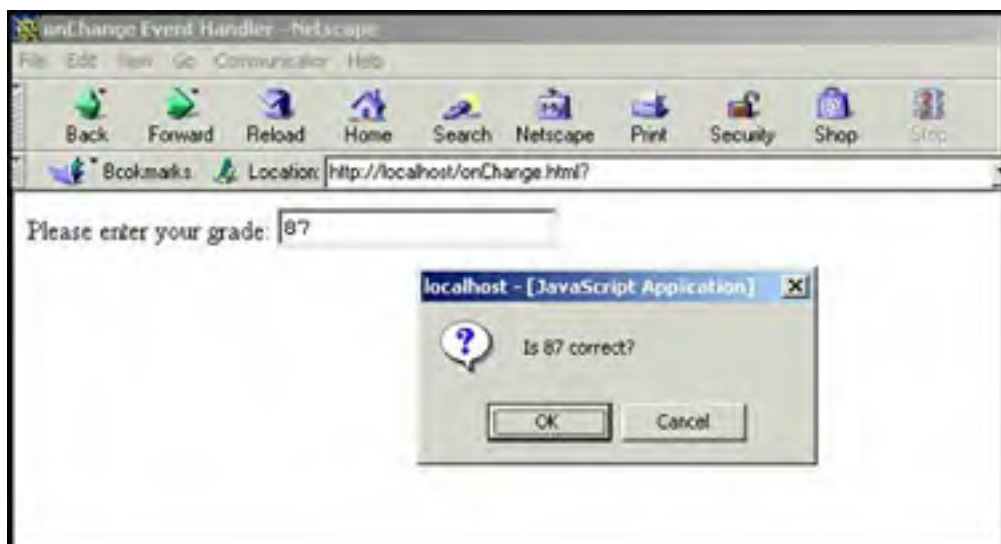 onChange Event Handler - Netscape
File Edit View Go Communicator Help
Back Forward Reload Home Search Netscape Print Security Shop Stop
Bookmarks Location: http://localhost/onChange.html?
Please enter your grade: 87
localhost - [JavaScript Application]
Is 87 correct?
OK Cancel